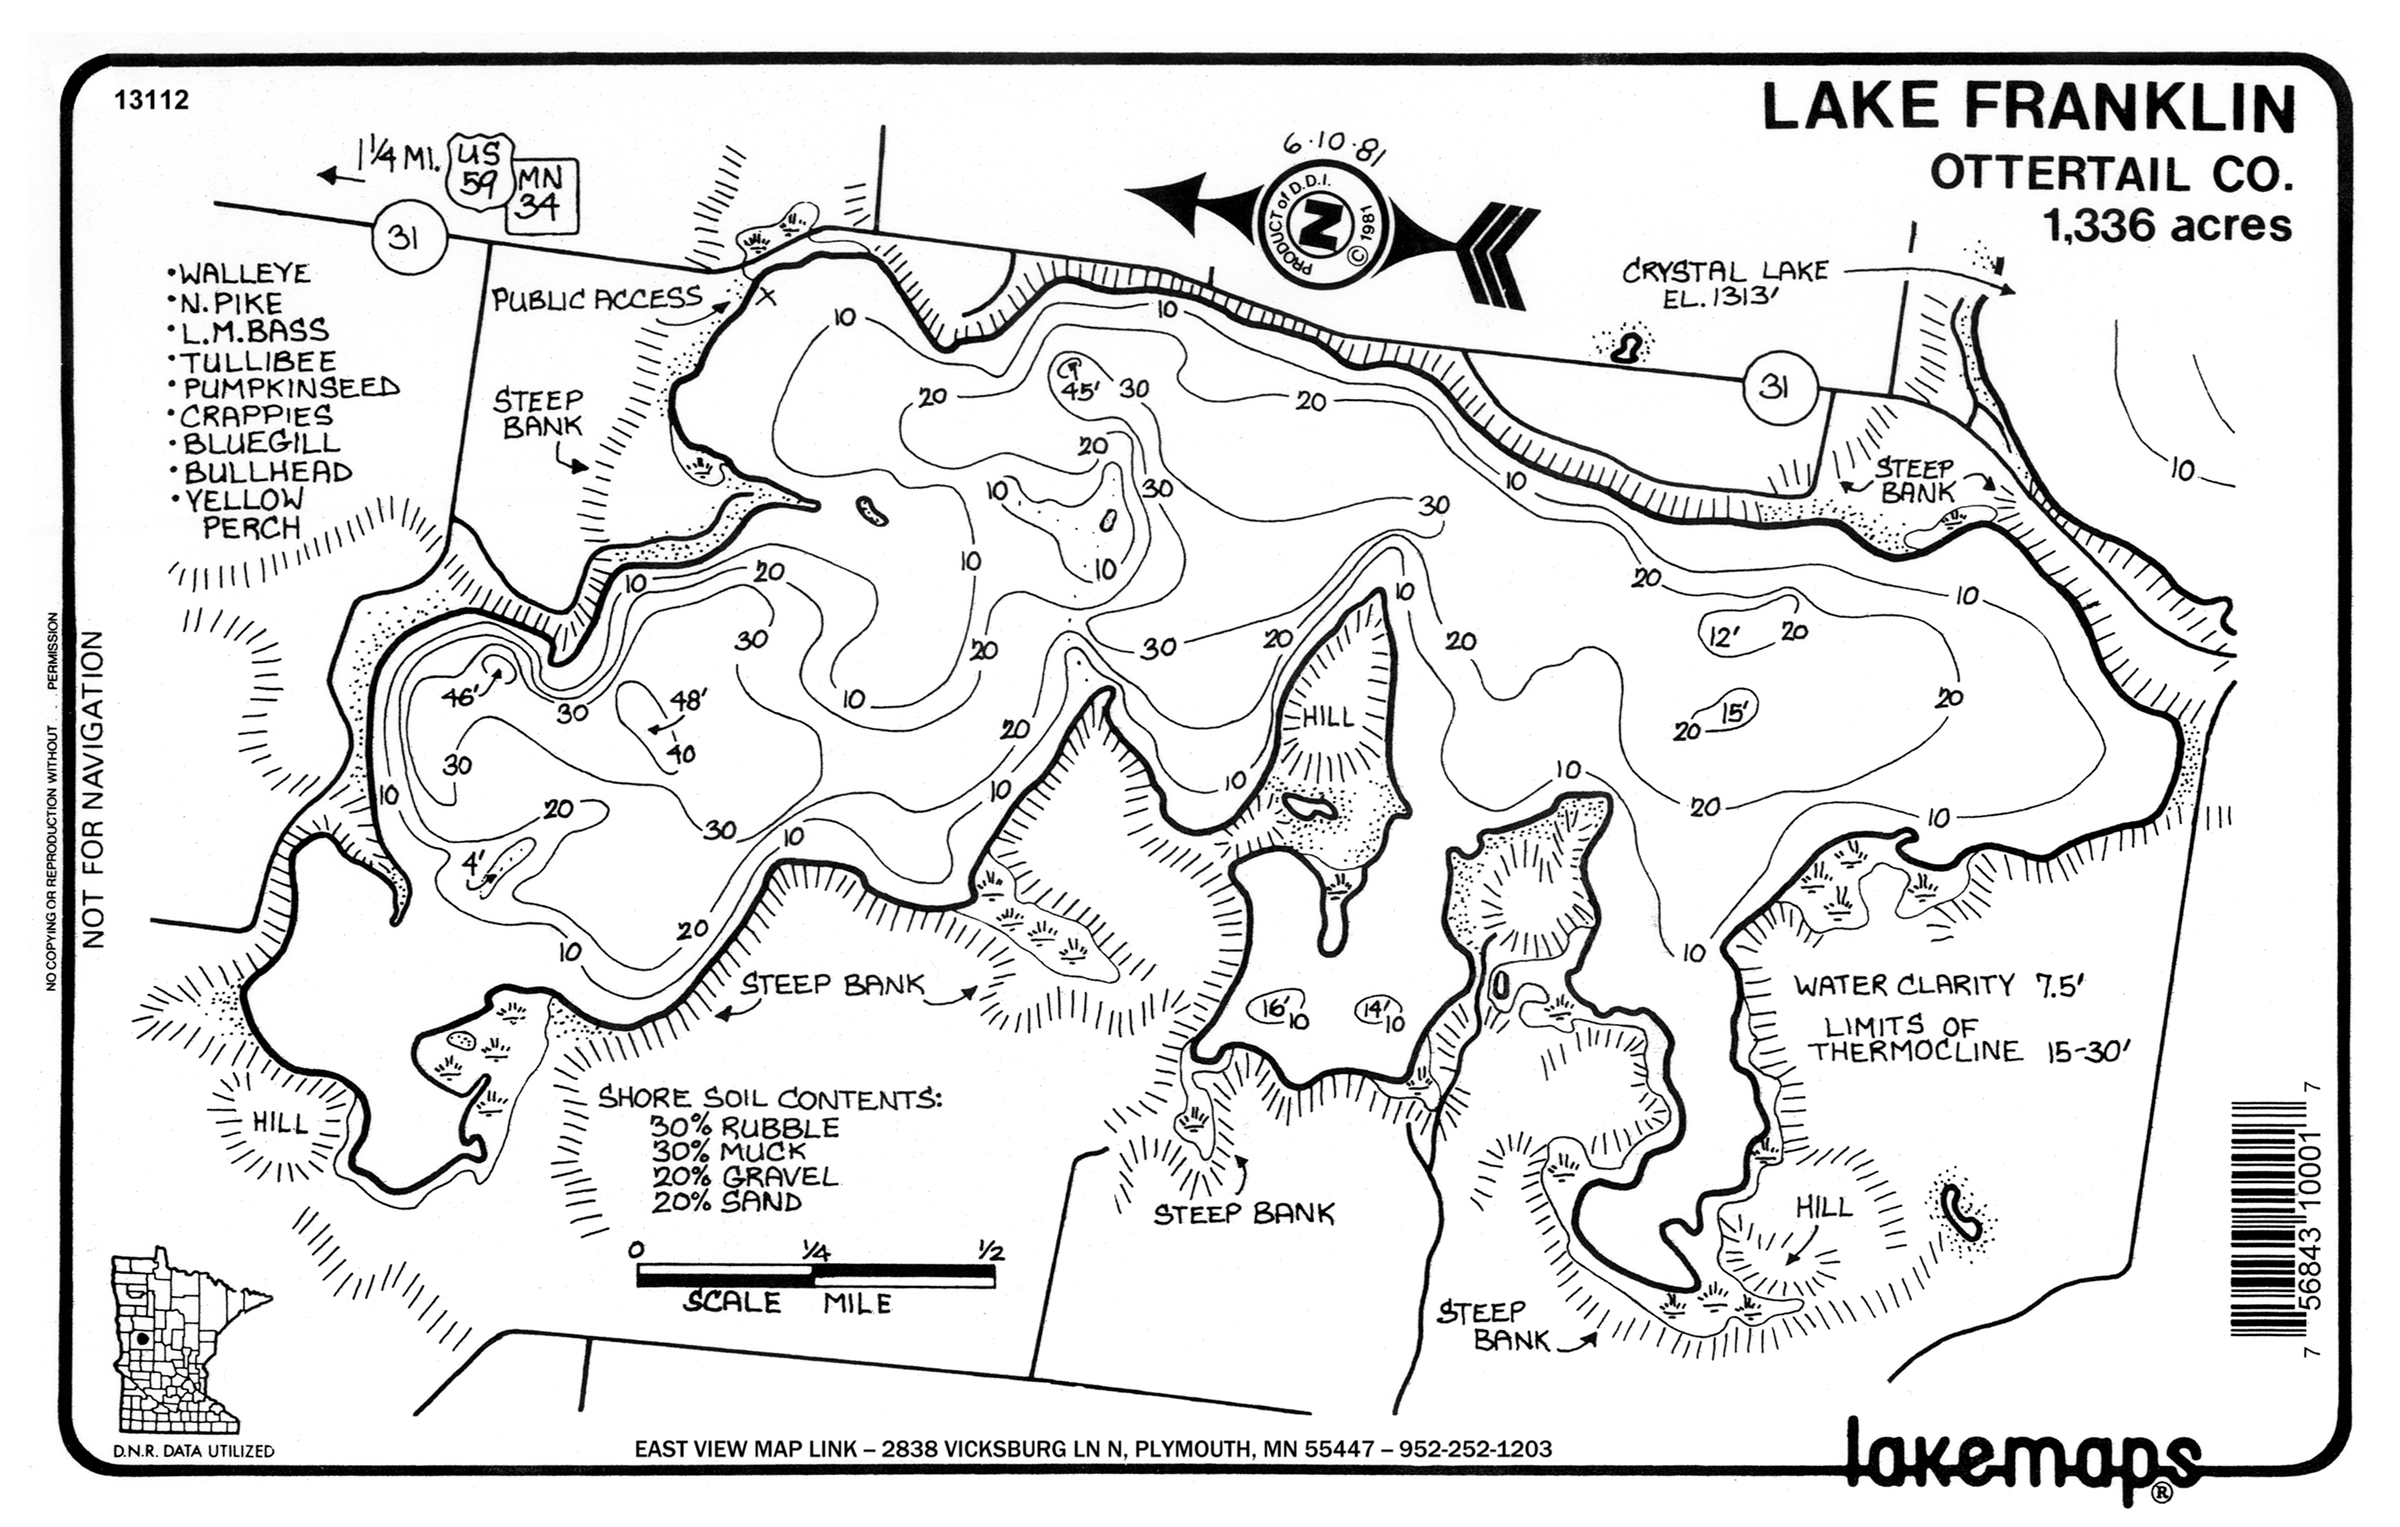 13112
LAKE FRANKLIN
OTTERTAIL CO.
1,336 acres
1 1/4 MI.
US
59
MN
34
31
6·10·81
PRODUCT of D.D.I.
N
© 1981
CRYSTAL LAKE
EL. 1313'
31
•WALLEYE
•N. PIKE
•L.M. BASS
•TULLIBEE
•PUMPKINSEED
•CRAPPIES
•BLUEGILL
•BULLHEAD
•YELLOW
PERCH
PUBLIC ACCESS
X
STEEP
BANK
STEEP
BANK
10
10
20
45'
30
20
20
10
30
10
30
10
10
10
20
20
10
10
30
20
30
20
10
20
10
12'
20
46'
30
48'
40
10
20
HILL
15'
20
20
30
10
20
30
10
10
10
10
20
10
4'
20
10
10
NOT FOR NAVIGATION
NO COPYING OR REPRODUCTION WITHOUT . . . PERMISSION
STEEP BANK
16'
10
14'
10
WATER CLARITY 7.5'
LIMITS OF
THERMOCLINE 15-30'
HILL
SHORE SOIL CONTENTS:
30% RUBBLE
30% MUCK
20% GRAVEL
20% SAND
STEEP BANK
HILL
0 1/4 1/2
SCALE MILE
STEEP
BANK
7 56843 10001 7
D.N.R. DATA UTILIZED
EAST VIEW MAP LINK – 2838 VICKSBURG LN N, PLYMOUTH, MN 55447 – 952-252-1203
lakemaps®